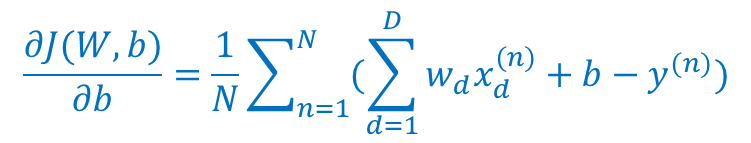 ∂J(W, b)/∂b = 1/N ∑_{n=1}^{N} (∑_{d=1}^{D} w_d x_d^{(n)} + b − y^{(n)})